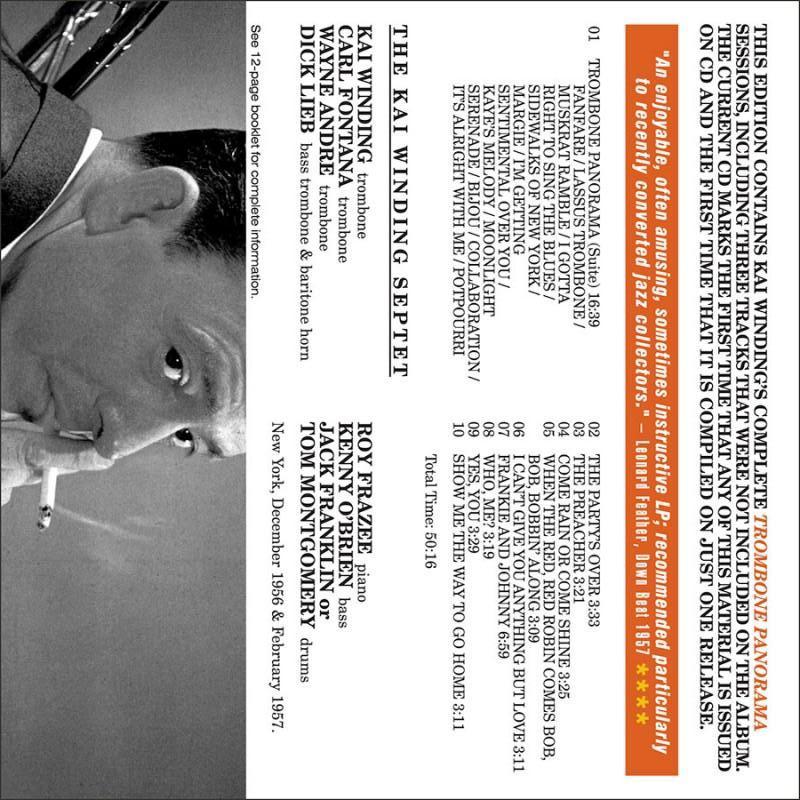 THIS EDITION CONTAINS KAI WINDING'S COMPLETE TROMBONE PANORAMA
SESSIONS, INCLUDING THREE TRACKS THAT WERE NOT INCLUDED ON THE ALBUM.
THE CURRENT CD MARKS THE FIRST TIME THAT ANY OF THIS MATERIAL IS ISSUED
ON CD AND THE FIRST TIME THAT IT IS COMPILED ON JUST ONE RELEASE.
"An enjoyable, often amusing, sometimes instructive LP; recommended particularly
to recently converted jazz collectors." – Leonard Feather, Down Beat 1957 ★★★★
01 TROMBONE PANORAMA (Suite) 16:39
FANFARE / LASSUS TROMBONE /
MUSKRAT RAMBLE / I GOTTA
RIGHT TO SING THE BLUES /
SIDEWALKS OF NEW YORK /
MARGIE / I'M GETTING
SENTIMENTAL OVER YOU /
KAYE'S MELODY / MOONLIGHT
SERENADE / BIJOU / COLLABORATION /
IT'S ALRIGHT WITH ME / POTPOURRI
02 THE PARTY'S OVER 3:33
03 THE PREACHER 3:21
04 COME RAIN OR COME SHINE 3:25
05 WHEN THE RED, RED ROBIN COMES BOB,
BOB, BOBBIN' ALONG 3:09
06 I CAN'T GIVE YOU ANYTHING BUT LOVE 3:11
07 FRANKIE AND JOHNNY 6:59
08 WHO, ME? 3:19
09 YES, YOU 3:29
10 SHOW ME THE WAY TO GO HOME 3:11
Total Time: 50:16
THE KAI WINDING SEPTET
KAI WINDING trombone
CARL FONTANA trombone
WAYNE ANDRE trombone
DICK LIEB bass trombone & baritone horn
ROY FRAZEE piano
KENNY O'BRIEN bass
JACK FRANKLIN or
TOM MONTGOMERY drums
New York, December 1956 & February 1957.
See 12-page booklet for complete information.